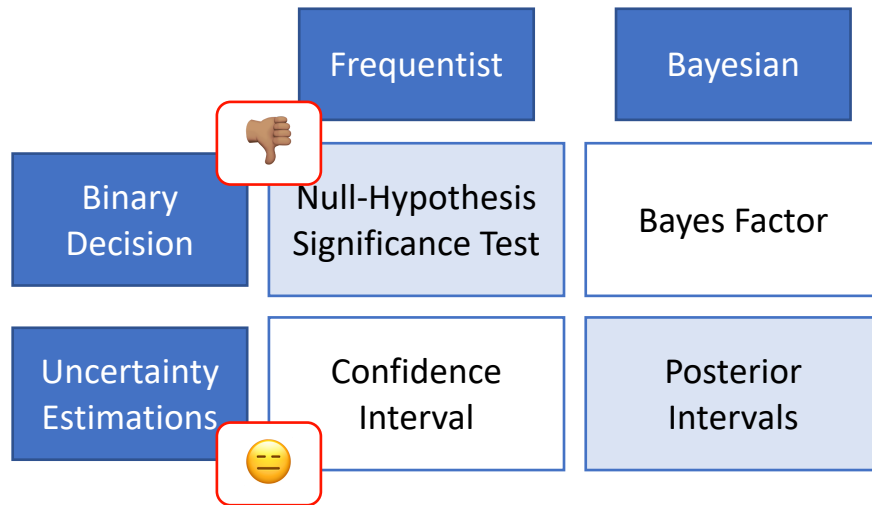 Frequentist
Bayesian
Binary
Decision
Null-Hypothesis
Significance Test
Bayes Factor
Uncertainty
Estimations
Confidence
Interval
Posterior
Intervals